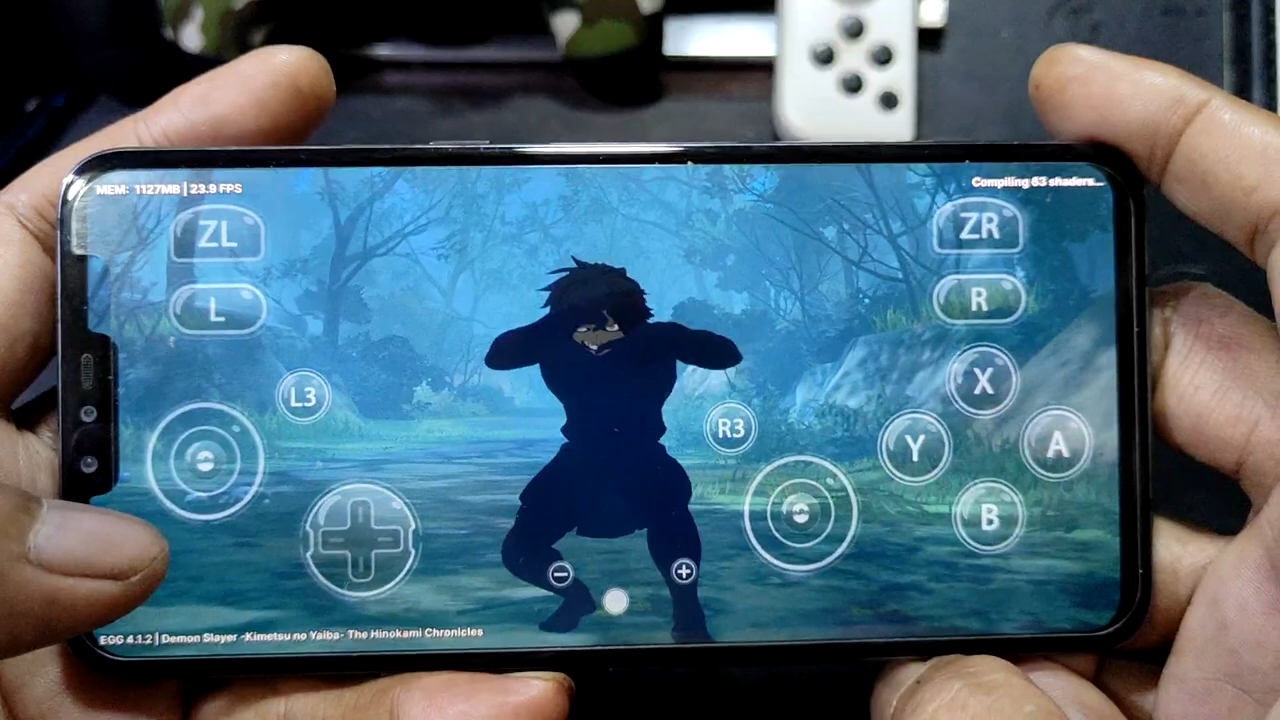 MEM: 1127MB | 23.9 FPS
Compiling 63 shaders...
ZL
ZR
L
R
L3
X
R3
Y
A
B
EGG 4.1.2 | Demon Slayer -Kimetsu no Yaiba- The Hinokami Chronicles